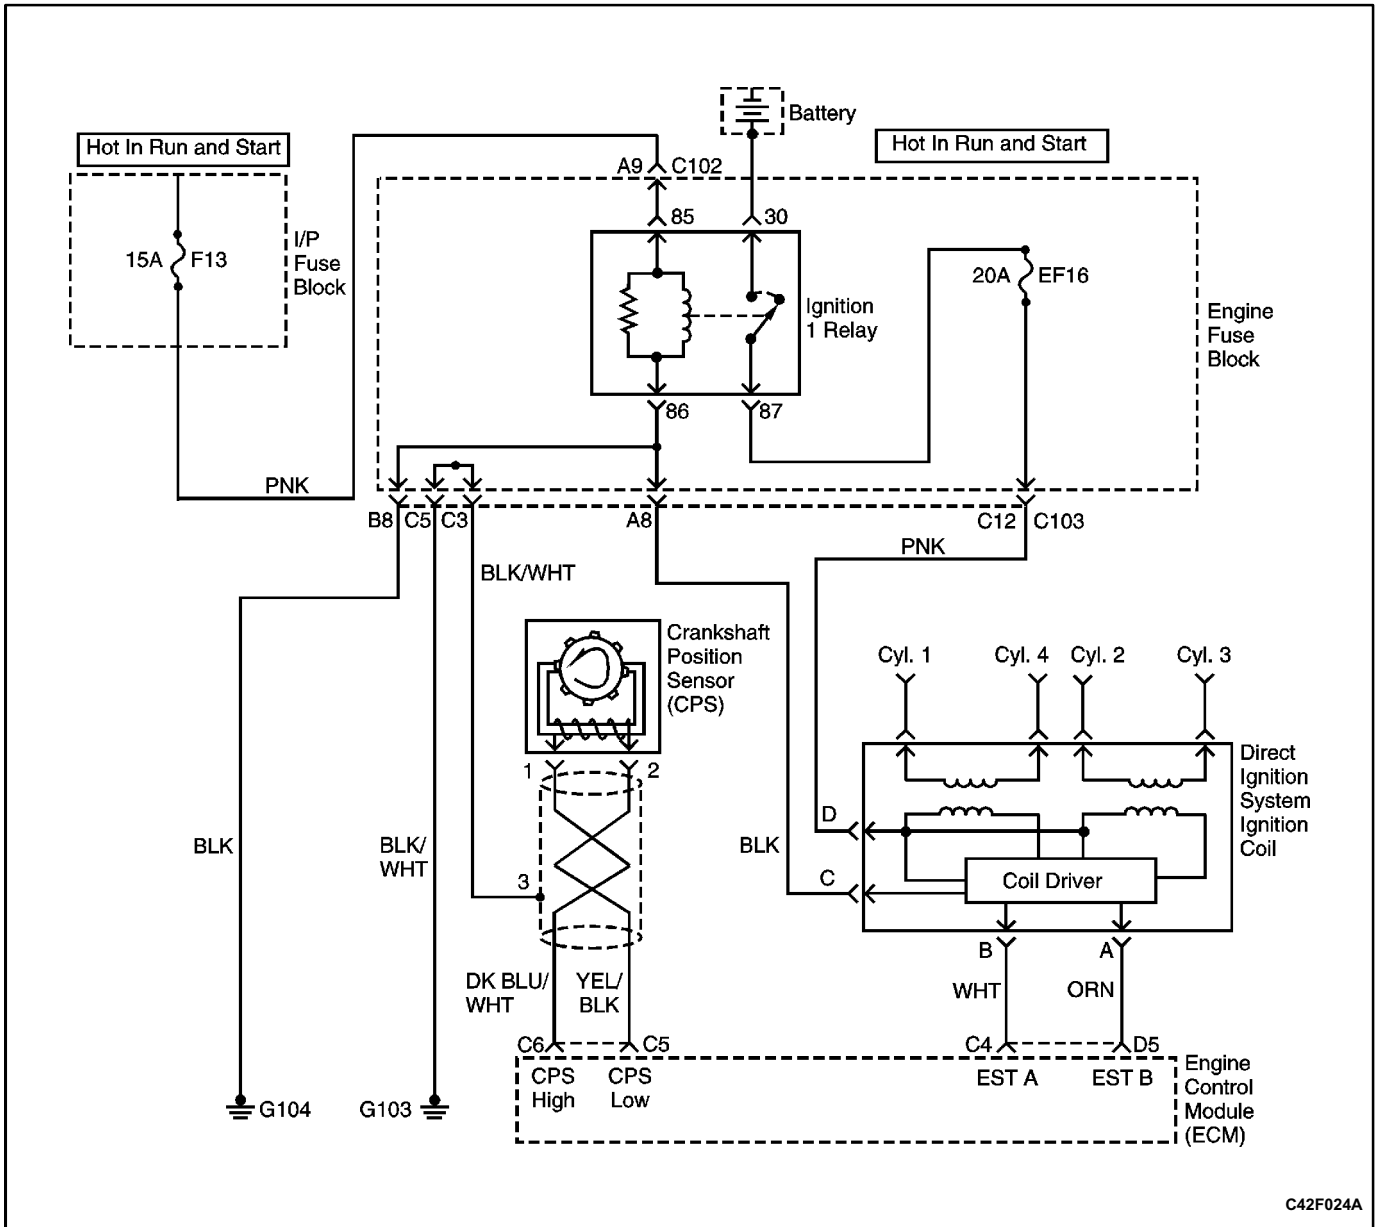 Battery
Hot In Run and Start
Hot In Run and Start
A9
C102
85
30
15A
F13
I/P
Fuse
Block
20A
EF16
Ignition
1 Relay
Engine
Fuse
Block
86
87
PNK
B8
C5
C3
A8
C12
C103
PNK
BLK/WHT
Crankshaft
Position
Sensor
(CPS)
Cyl. 1
Cyl. 4
Cyl. 2
Cyl. 3
1
2
Direct
Ignition
System
Ignition
Coil
D
BLK
BLK/
WHT
BLK
3
C
Coil Driver
B
A
DK BLU/
WHT
YEL/
BLK
WHT
ORN
C6
C5
C4
D5
CPS
High
CPS
Low
EST A
EST B
Engine
Control
Module
(ECM)
G104
G103
C42F024A